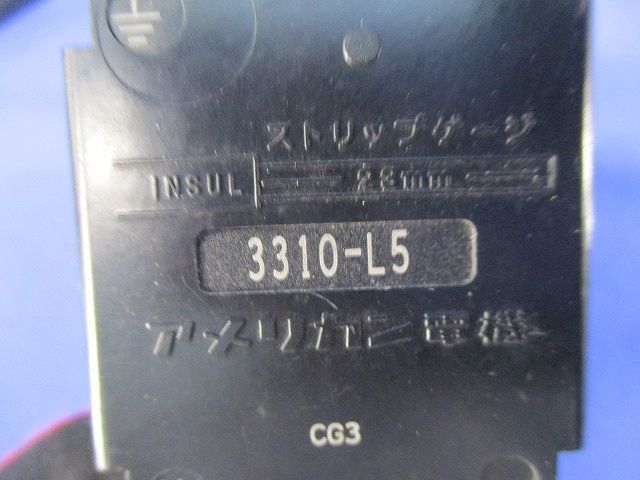 ストリップゲージ
INSUL 23mm
3310-L5
アメリカン電機
CG3